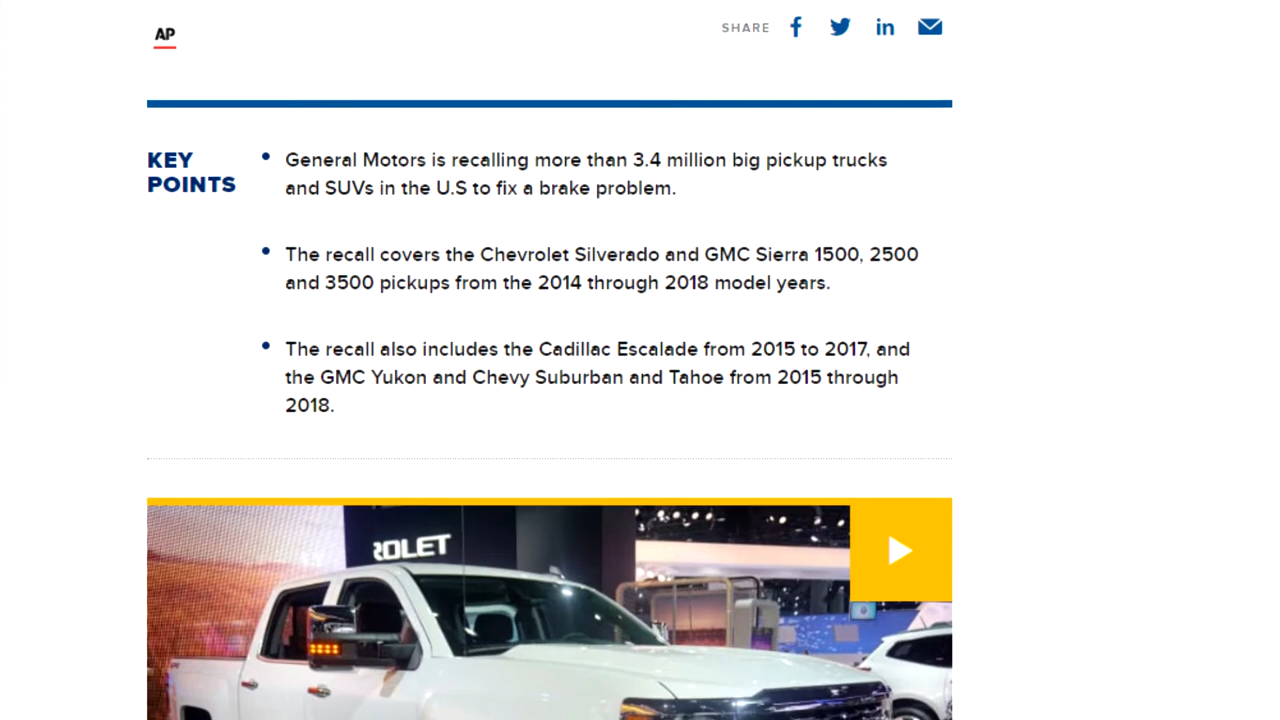 AP
SHARE
KEY
POINTS
General Motors is recalling more than 3.4 million big pickup trucks
and SUVs in the U.S to fix a brake problem.
The recall covers the Chevrolet Silverado and GMC Sierra 1500, 2500
and 3500 pickups from the 2014 through 2018 model years.
The recall also includes the Cadillac Escalade from 2015 to 2017, and
the GMC Yukon and Chevy Suburban and Tahoe from 2015 through
2018.
ROLET